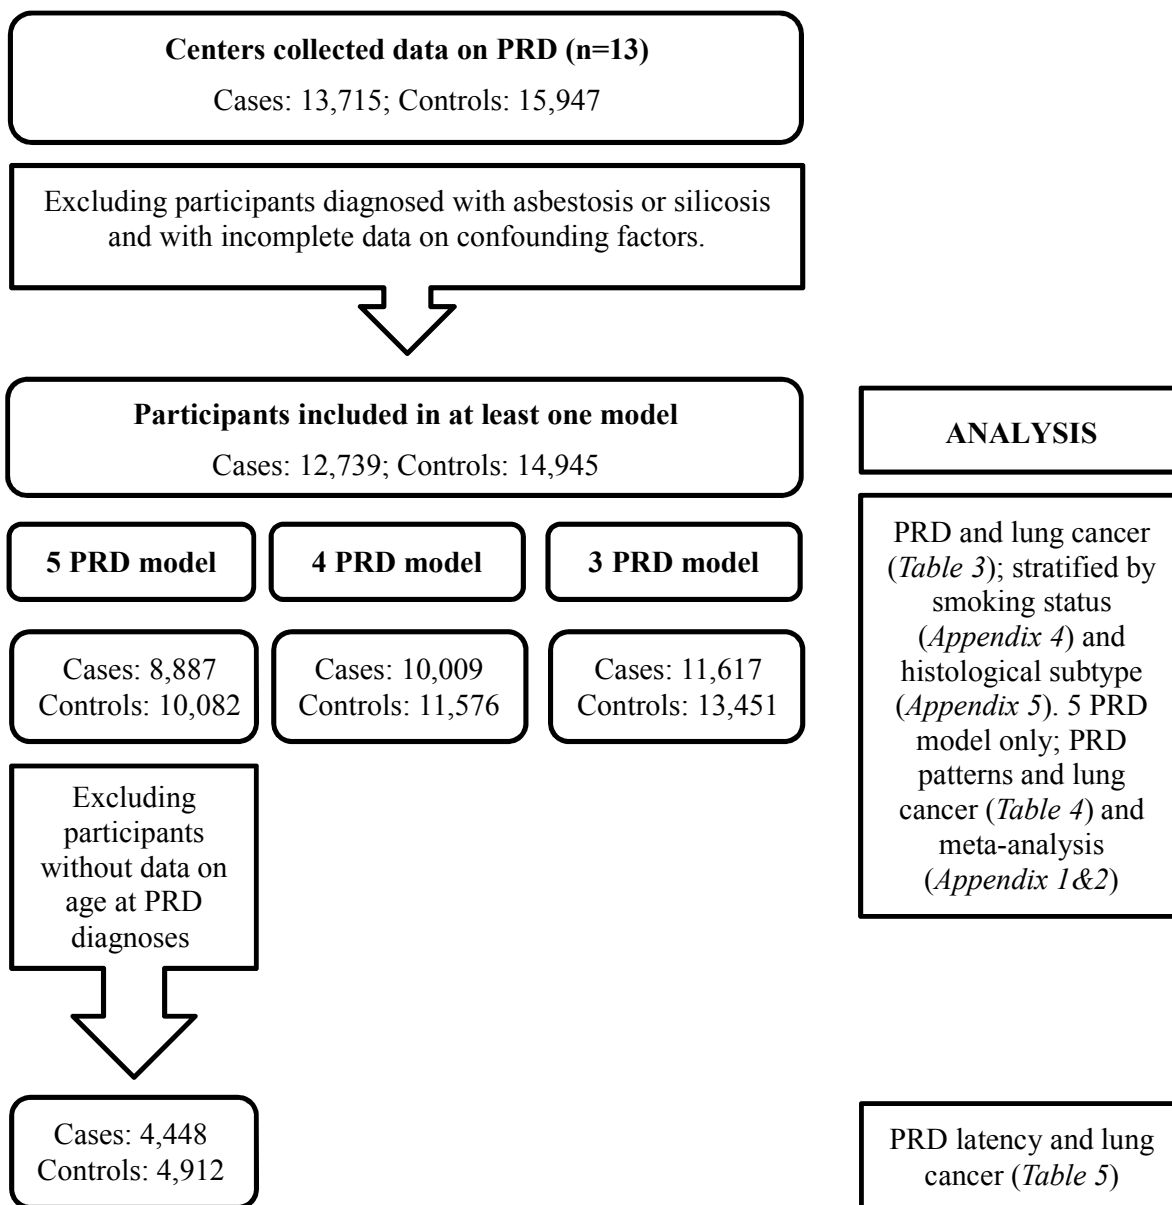 Centers collected data on PRD (n=13)
Cases: 13,715; Controls: 15,947
Excluding participants diagnosed with asbestosis or silicosis
and with incomplete data on confounding factors.
Participants included in at least one model
Cases: 12,739; Controls: 14,945
5 PRD model
4 PRD model
3 PRD model
Cases: 8,887
Controls: 10,082
Cases: 10,009
Controls: 11,576
Cases: 11,617
Controls: 13,451
Excluding
participants
without data on
age at PRD
diagnoses
Cases: 4,448
Controls: 4,912
ANALYSIS
PRD and lung cancer
(Table 3); stratified by
smoking status
(Appendix 4) and
histological subtype
(Appendix 5). 5 PRD
model only; PRD
patterns and lung
cancer (Table 4) and
meta-analysis
(Appendix 1&2)
PRD latency and lung
cancer (Table 5)